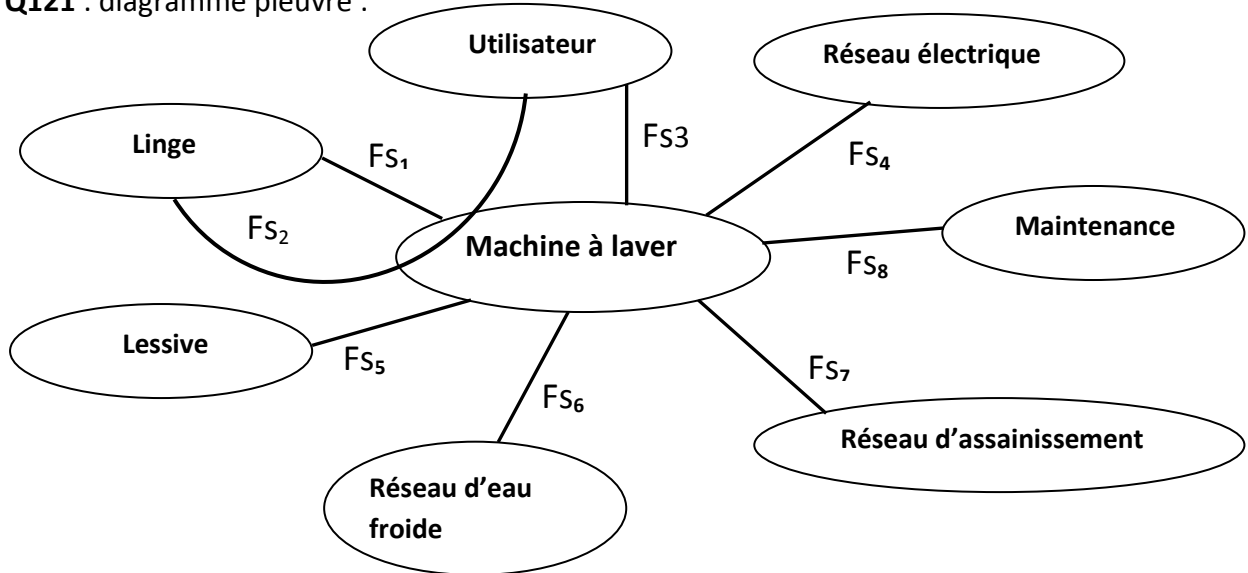 Q121 : diagramme pieuvre :
Utilisateur
Réseau électrique
Linge
Fs₁
Fs3
Fs₄
Fs₂
Machine à laver
Maintenance
Fs₈
Lessive
Fs₅
Fs₇
Fs₆
Réseau d’assainissement
Réseau d’eau
froide